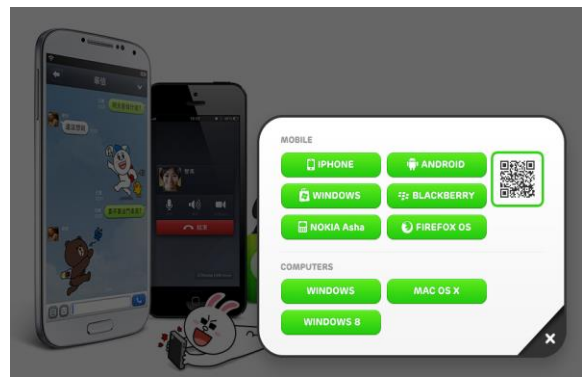 MOBILE
IPHONE
ANDROID
WINDOWS
BLACKBERRY
NOKIA Asha
FIREFOX OS
COMPUTERS
WINDOWS
MAC OS X
WINDOWS 8